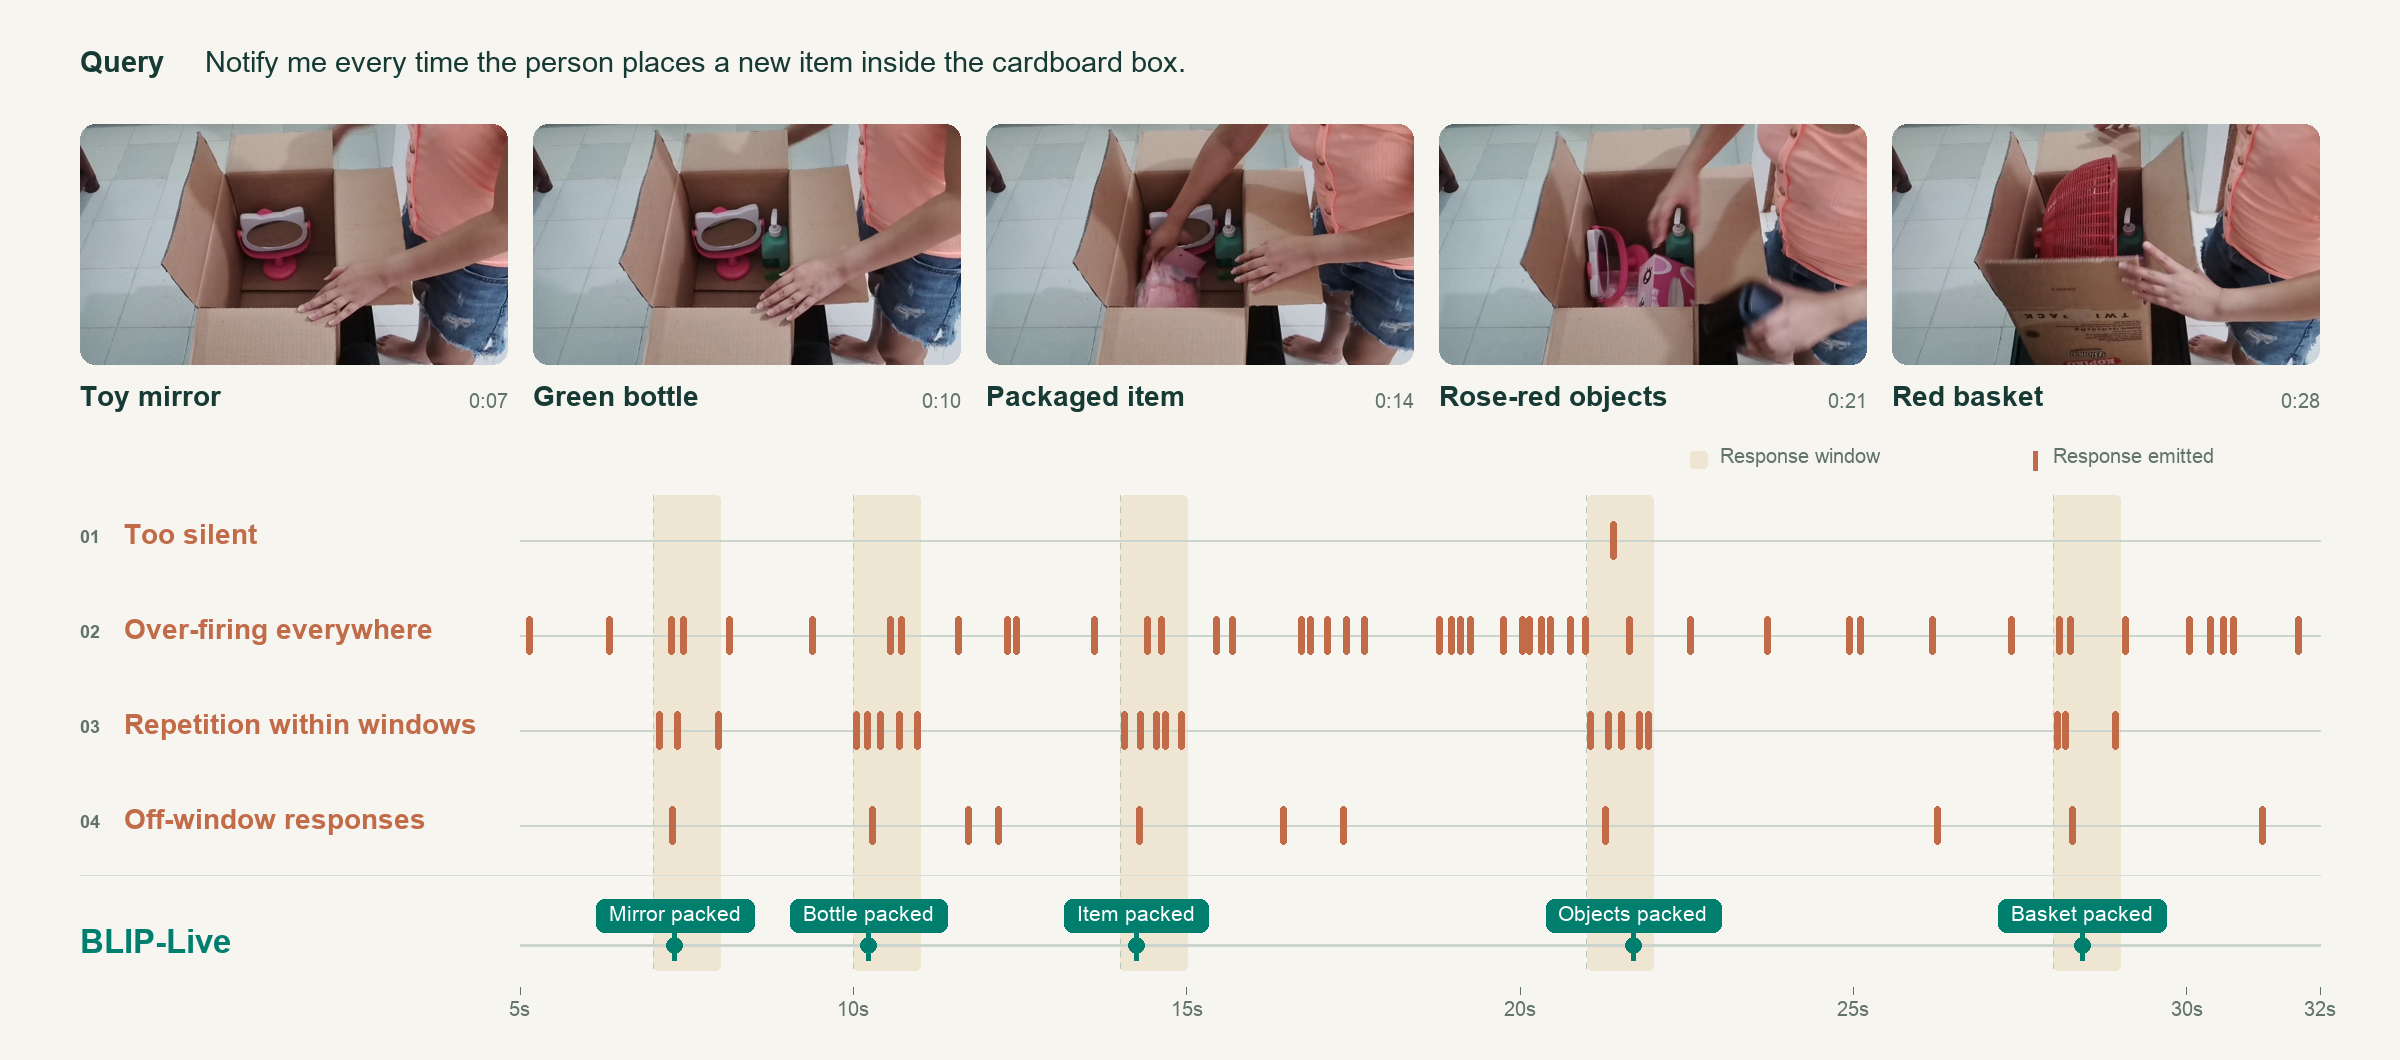 Query Notify me every time the person places a new item inside the cardboard box.
Toy mirror 0:07
Green bottle 0:10
Packaged item 0:14
Rose-red objects 0:21
Red basket 0:28
Response window
Response emitted
01 Too silent
02 Over-firing everywhere
03 Repetition within windows
04 Off-window responses
Mirror packed
Bottle packed
Item packed
Objects packed
Basket packed
BLIP-Live
5s 10s 15s 20s 25s 30s 32s